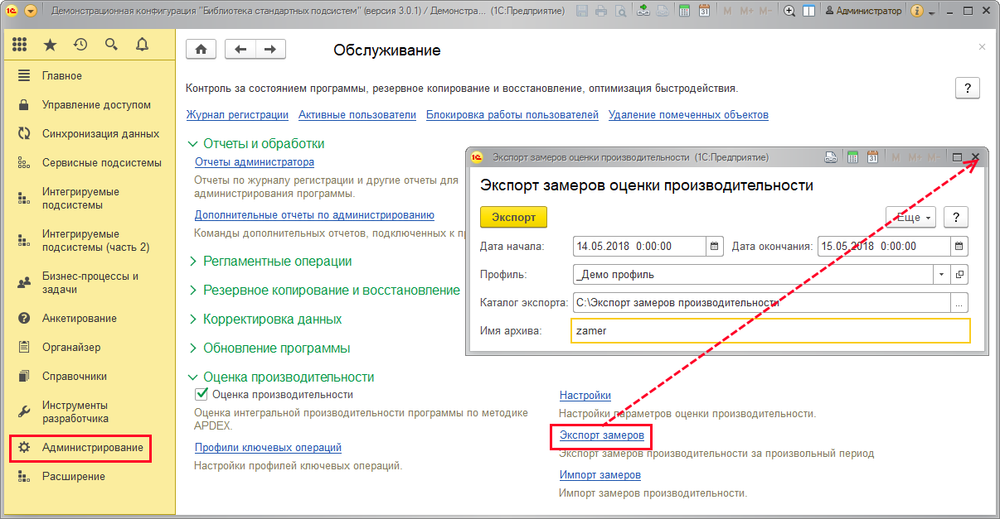 Демонстрационная конфигурация "Библиотека стандартных подсистем" (версия 3.0.1) / Демонстра... (1С:Предприятие)
M M+ M-
Администратор
Главное
Управление доступом
Синхронизация данных
Сервисные подсистемы
Интегрируемые
подсистемы
Интегрируемые
подсистемы (часть 2)
Бизнес-процессы и
задачи
Анкетирование
Органайзер
Справочники
Инструменты
разработчика
Администрирование
Расширение
Обслуживание
Контроль за состоянием программы, резервное копирование и восстановление, оптимизация быстродействия.
?
Журнал регистрации Активные пользователи Блокировка работы пользователей Удаление помеченных объектов
Отчеты и обработки
Отчеты администратора
Отчеты по журналу регистрации и другие отчеты для
администрирования программы.
Дополнительные отчеты по администрированию
Команды дополнительных отчетов, подключенных к пр
Регламентные операции
Резервное копирование и восстановление
Корректировка данных
Обновление программы
Оценка производительности
Оценка производительности
Оценка интегральной производительности программы по методике
APDEX.
Профили ключевых операций
Настройки профилей ключевых операций.
Настройки
Настройки параметров оценки производительности.
Экспорт замеров
Экспорт замеров производительности за произвольный период
Импорт замеров
Импорт замеров производительности.
Экспорт замеров оценки производительности (1С:Предприятие)
31 M M+ M-
Экспорт замеров оценки производительности
Экспорт
Еще
?
Дата начала: 14.05.2018 0:00:00 Дата окончания: 15.05.2018 0:00:00
Профиль: _Демо профиль
Каталог экспорта: C:\Экспорт замеров производительности ...
Имя архива: zamer